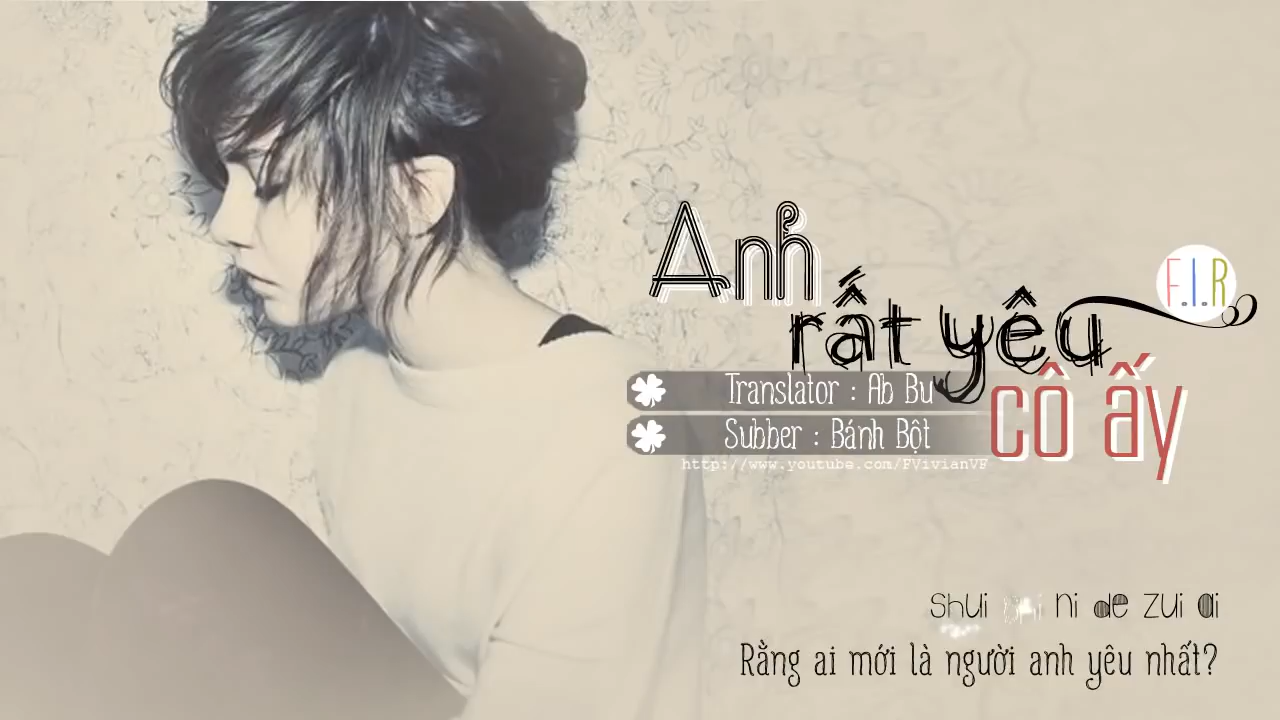 Anh
F.I.R
rất yêu
cô ấy
Translator : Ab Bu
Subber : Bánh Bột
http://www.youtube.com/FVivianVF
shui shi ni de zui ai
Rằng ai mới là người anh yêu nhất?